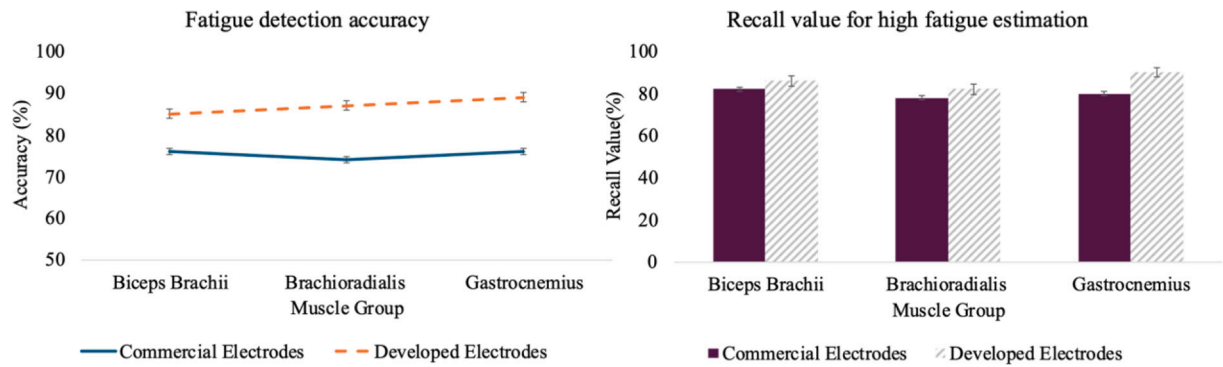 Fatigue detection accuracy
100
90
80
70
60
50
Accuracy (%)
Biceps Brachii
Brachioradialis
Gastrocnemius
Muscle Group
Commercial Electrodes
Developed Electrodes
Recall value for high fatigue estimation
100
80
60
40
20
0
Recall Value(%)
Biceps Brachii
Brachioradialis
Gastrocnemius
Muscle Group
Commercial Electrodes
Developed Electrodes